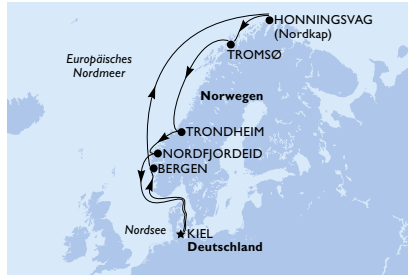 HONNINGSVAG
(Nordkap)
TROMSØ
Europäisches
Nordmeer
Norwegen
TRONDHEIM
NORDFJORDEID
BERGEN
Nordsee
KIEL
Deutschland